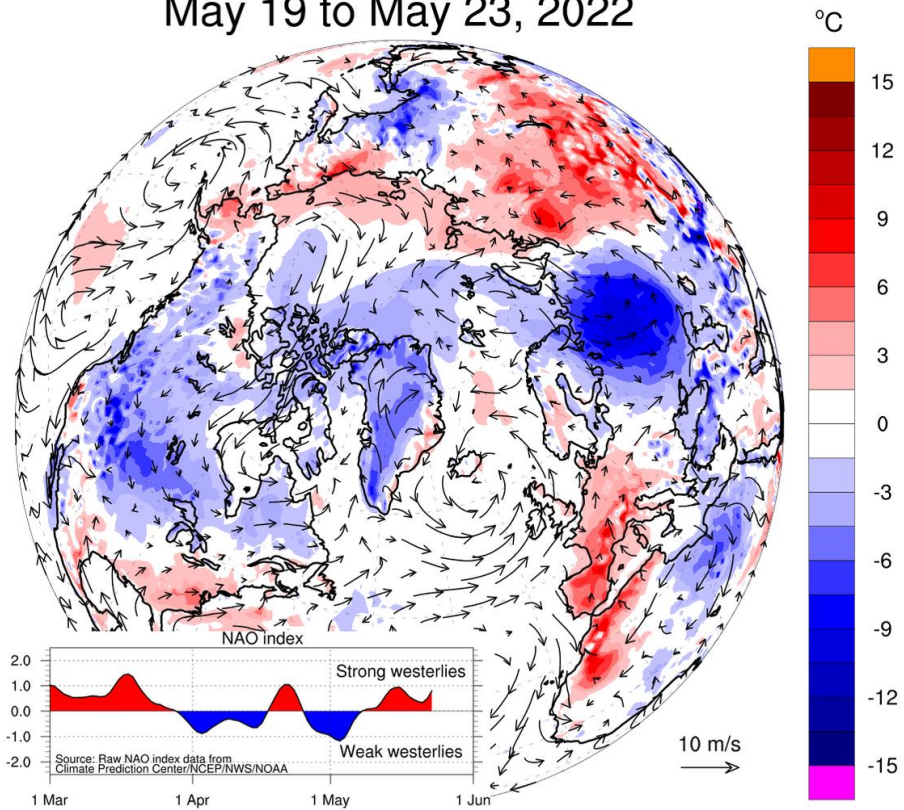 May 19 to May 23, 2022
°C
15
12
9
6
3
0
-3
-6
-9
-12
-15
NAO index
2.0
1.0
0.0
-1.0
-2.0
Strong westerlies
Weak westerlies
Source: Raw NAO index data from
Climate Prediction Center/NCEP/NWS/NOAA
1 Mar
1 Apr
1 May
1 Jun
10 m/s